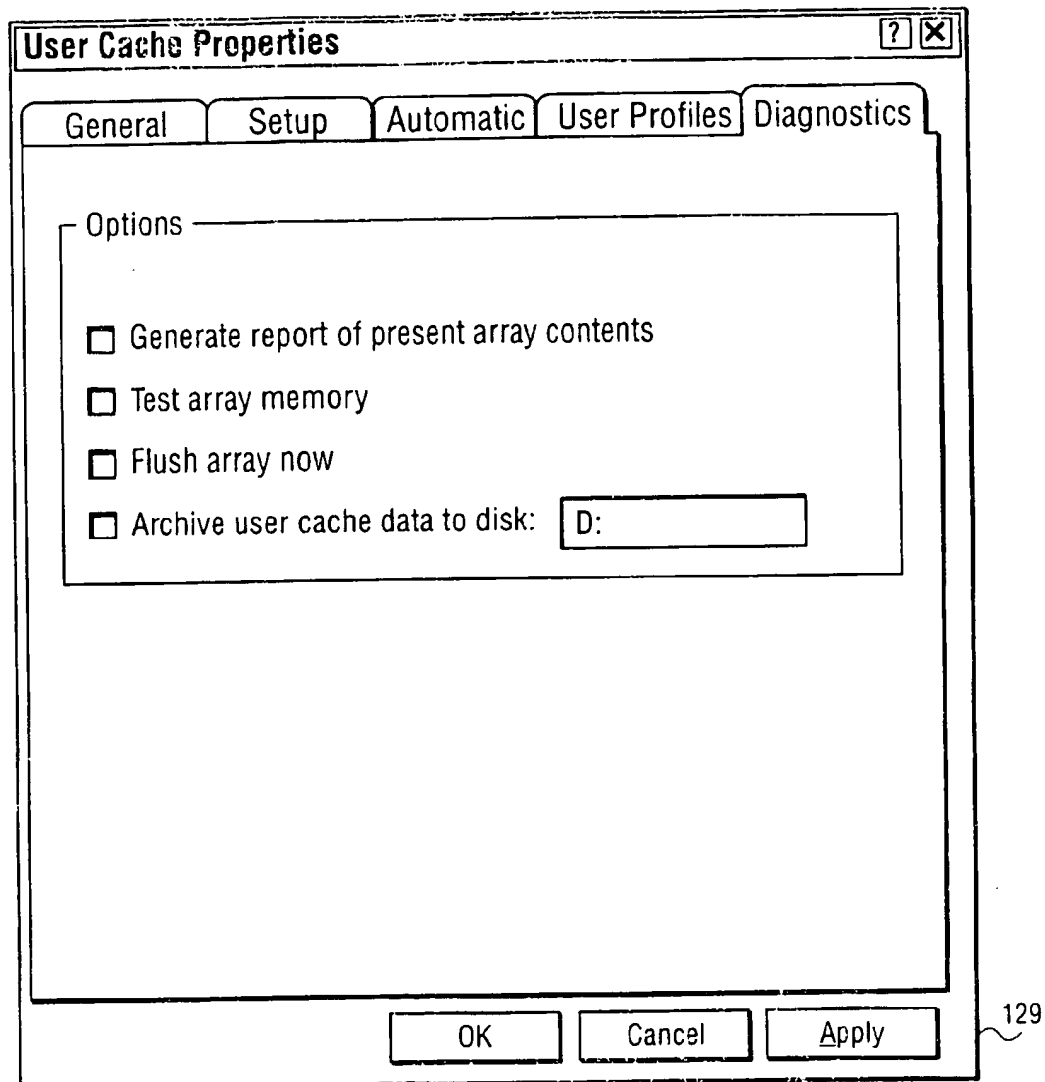 User Cache Properties ? X
General Setup Automatic User Profiles Diagnostics
Options
Generate report of present array contents
Test array memory
Flush array now
Archive user cache data to disk: D:
OK Cancel Apply
129